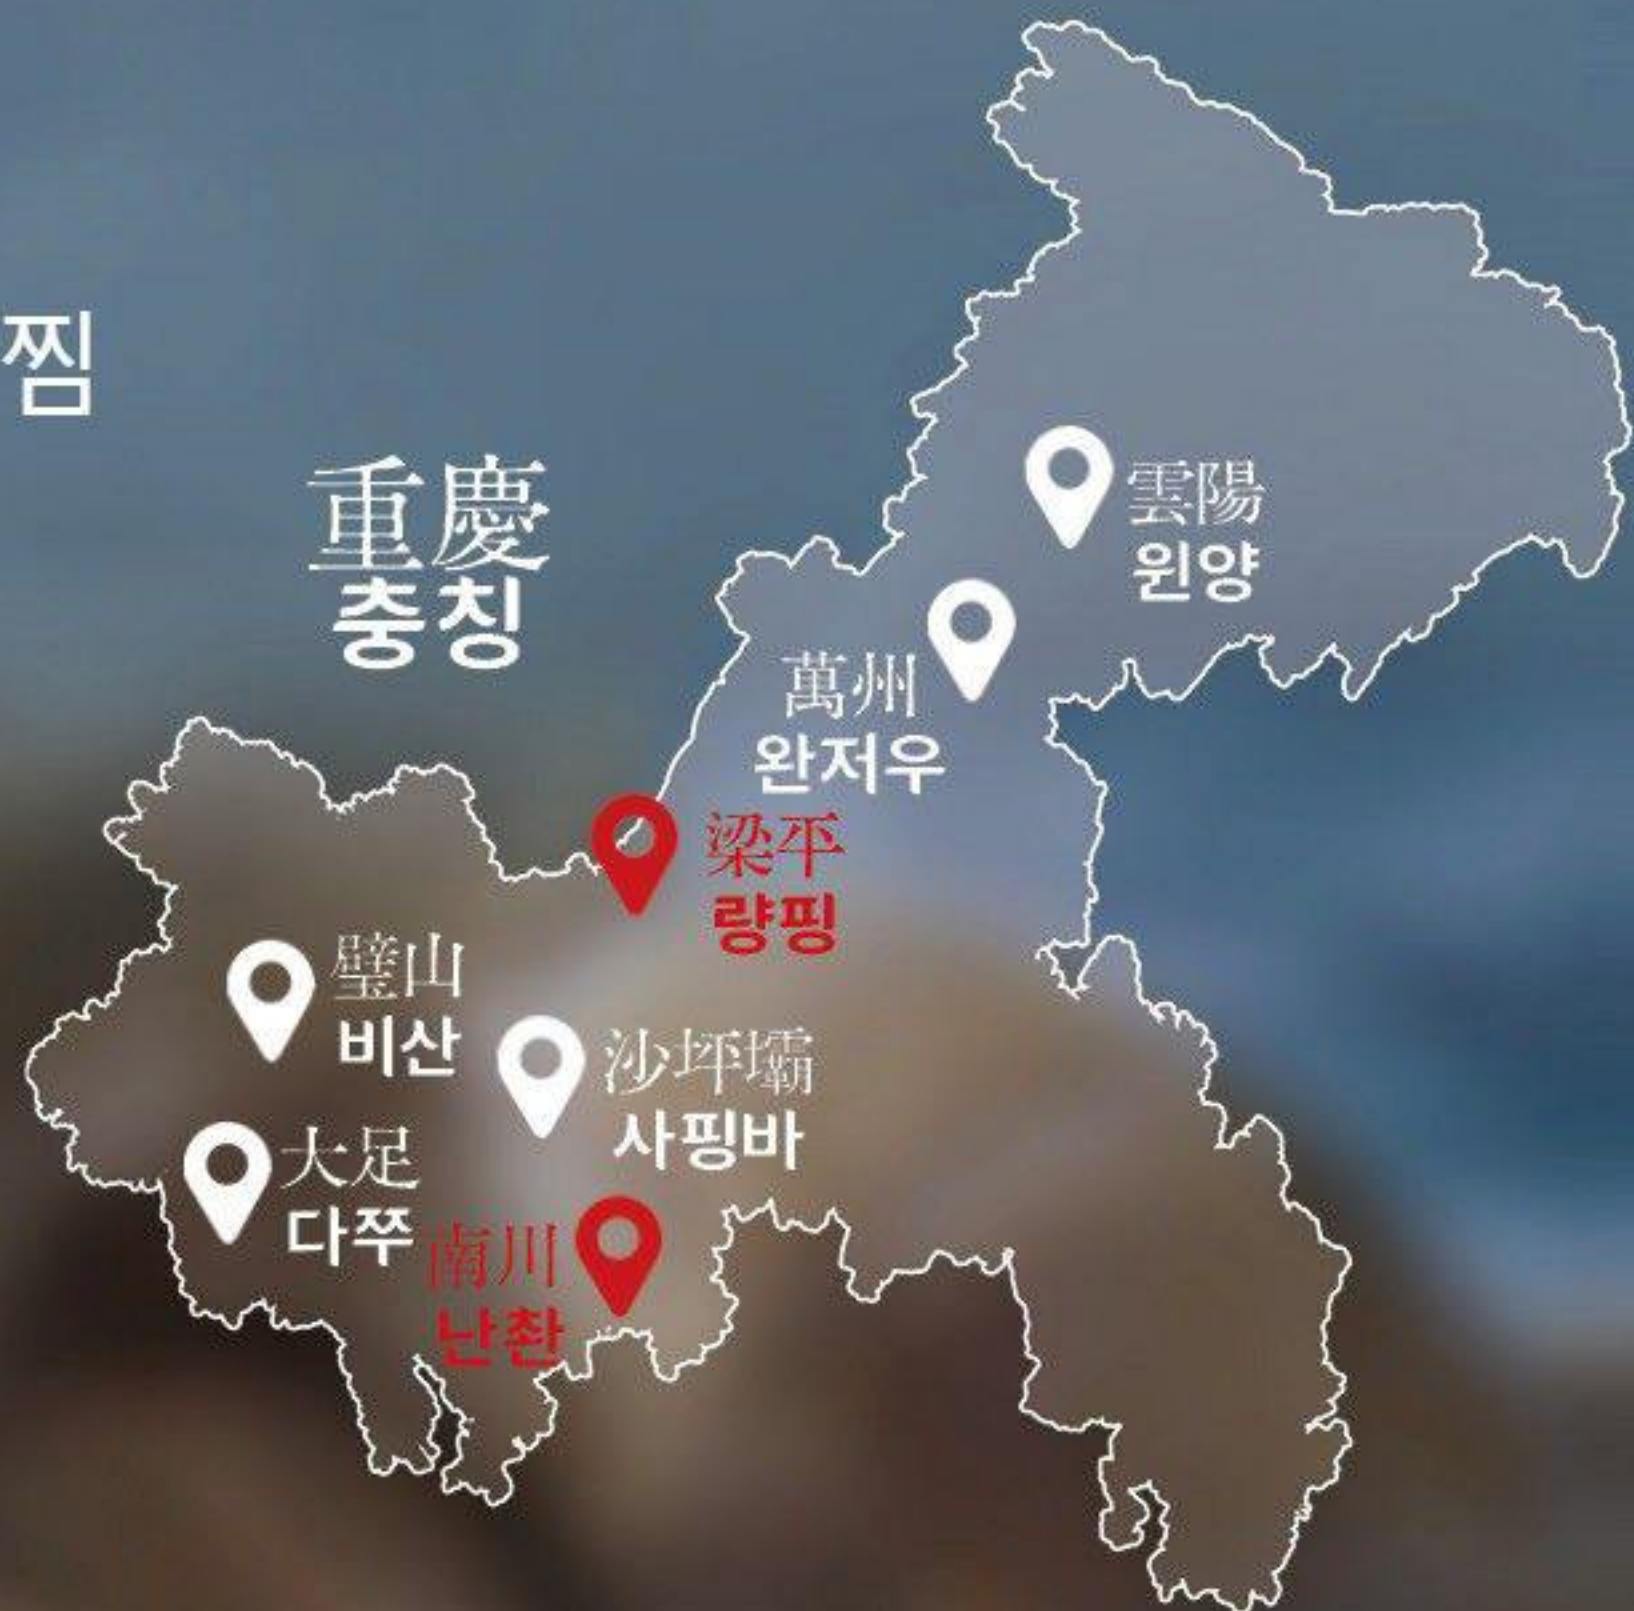 찜
重慶
충칭
雲陽
윈양
萬州
완저우
梁平
량핑
璧山
비산
沙坪壩
사핑바
大足
다쭈
南川
난촨